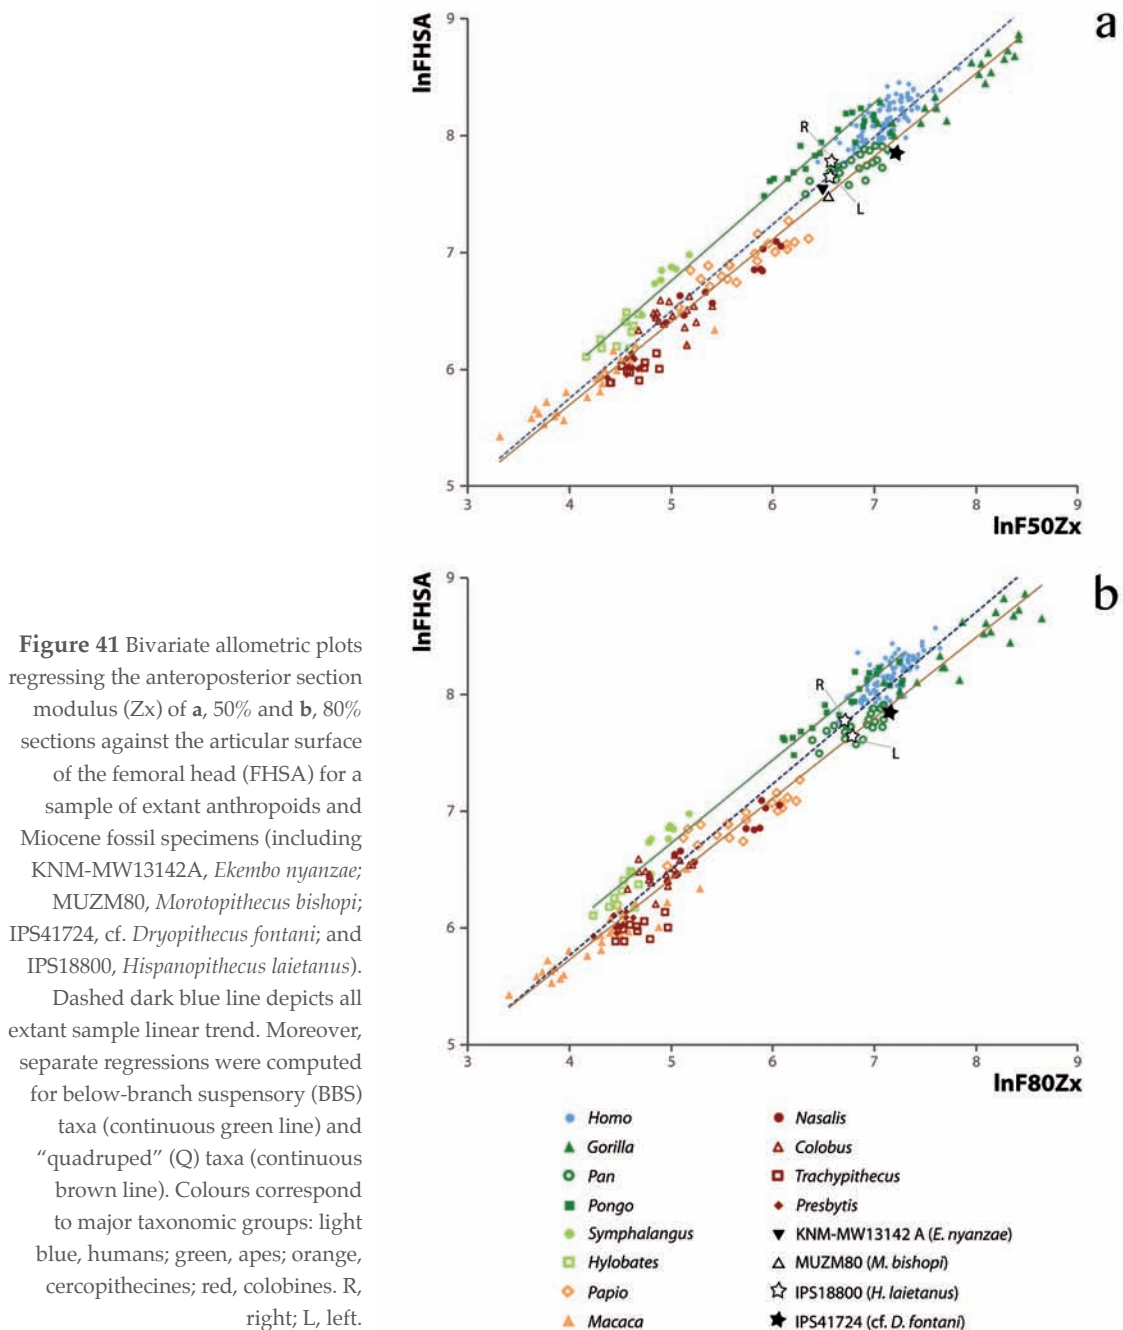 a
lnFHSA
9
8
7
6
5
R
L
3 4 5 6 7 8 9
lnF50Zx
b
lnFHSA
9
8
7
6
5
R
L
3 4 5 6 7 8 9
lnF80Zx
Homo
Gorilla
Pan
Pongo
Symphalangus
Hylobates
Papio
Macaca
Nasalis
Colobus
Trachypithecus
Presbytis
KNM-MW13142 A (E. nyanzae)
MUZM80 (M. bishopi)
IPS18800 (H. laietanus)
IPS41724 (cf. D. fontani)
Figure 41 Bivariate allometric plots
regressing the anteroposterior section
modulus (Zx) of a, 50% and b, 80%
sections against the articular surface
of the femoral head (FHSA) for a
sample of extant anthropoids and
Miocene fossil specimens (including
KNM-MW13142A, Ekembo nyanzae;
MUZM80, Morotopithecus bishopi;
IPS41724, cf. Dryopithecus fontani; and
IPS18800, Hispanopithecus laietanus).
Dashed dark blue line depicts all
extant sample linear trend. Moreover,
separate regressions were computed
for below-branch suspensory (BBS)
taxa (continuous green line) and
“quadruped” (Q) taxa (continuous
brown line). Colours correspond
to major taxonomic groups: light
blue, humans; green, apes; orange,
cercopithecines; red, colobines. R,
right; L, left.